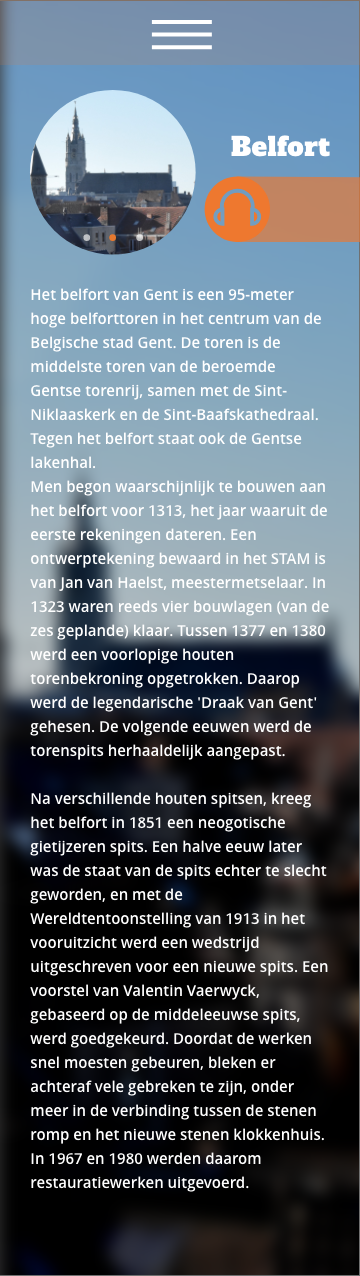 Belfort
Het belfort van Gent is een 95-meter
hoge belforttoren in het centrum van de
Belgische stad Gent. De toren is de
middelste toren van de beroemde
Gentse torenrij, samen met de Sint-
Niklaaskerk en de Sint-Baafskathedraal.
Tegen het belfort staat ook de Gentse
lakenhal.
Men begon waarschijnlijk te bouwen aan
het belfort voor 1313, het jaar waaruit de
eerste rekeningen dateren. Een
ontwerptekening bewaard in het STAM is
van Jan van Haelst, meestermetselaar. In
1323 waren reeds vier bouwlagen (van de
zes geplande) klaar. Tussen 1377 en 1380
werd een voorlopige houten
torenbekroning opgetrokken. Daarop
werd de legendarische 'Draak van Gent'
gehesen. De volgende eeuwen werd de
torenspits herhaaldelijk aangepast.
Na verschillende houten spitsen, kreeg
het belfort in 1851 een neogotische
gietijzeren spits. Een halve eeuw later
was de staat van de spits echter te slecht
geworden, en met de
Wereldtentoonstelling van 1913 in het
vooruitzicht werd een wedstrijd
uitgeschreven voor een nieuwe spits. Een
voorstel van Valentin Vaerwyck,
gebaseerd op de middeleeuwse spits,
werd goedgekeurd. Doordat de werken
snel moesten gebeuren, bleken er
achteraf vele gebreken te zijn, onder
meer in de verbinding tussen de stenen
romp en het nieuwe stenen klokkenhuis.
In 1967 en 1980 werden daarom
restauratiewerken uitgevoerd.